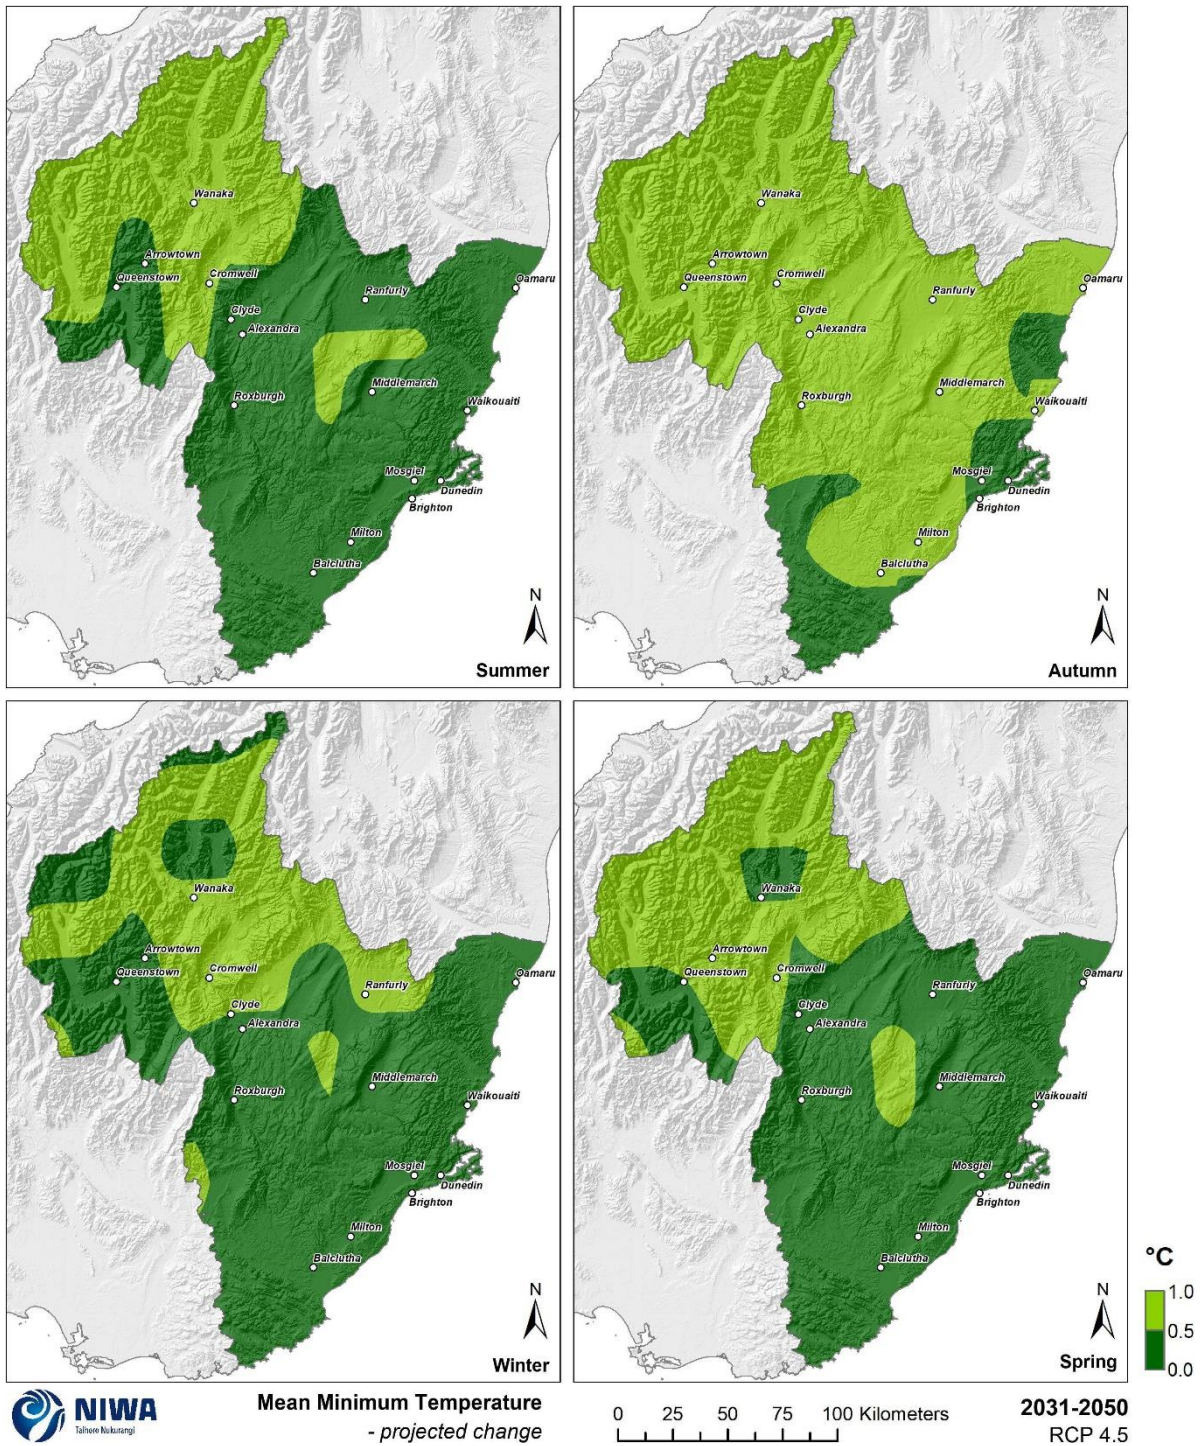 Wanaka
Arrowtown
Queenstown
Cromwell
Oamaru
Ranfurly
Clyde
Alexandra
Middlemarch
Roxburgh
Waikouaiti
Mosgiel
Dunedin
Brighton
Milton
Balclutha
N
Summer
Wanaka
Arrowtown
Queenstown
Cromwell
Oamaru
Ranfurly
Clyde
Alexandra
Middlemarch
Roxburgh
Waikouaiti
Mosgiel
Dunedin
Brighton
Milton
Balclutha
N
Autumn
Wanaka
Arrowtown
Queenstown
Cromwell
Oamaru
Ranfurly
Clyde
Alexandra
Middlemarch
Roxburgh
Waikouaiti
Mosgiel
Dunedin
Brighton
Milton
Balclutha
N
Winter
Wanaka
Arrowtown
Queenstown
Cromwell
Oamaru
Ranfurly
Clyde
Alexandra
Middlemarch
Roxburgh
Waikouaiti
Mosgiel
Dunedin
Brighton
Milton
Balclutha
N
Spring
°C
1.0
0.5
0.0
NIWA
Taihoro Nukurangi
Mean Minimum Temperature
- projected change
0 25 50 75 100 Kilometers
2031-2050
RCP 4.5